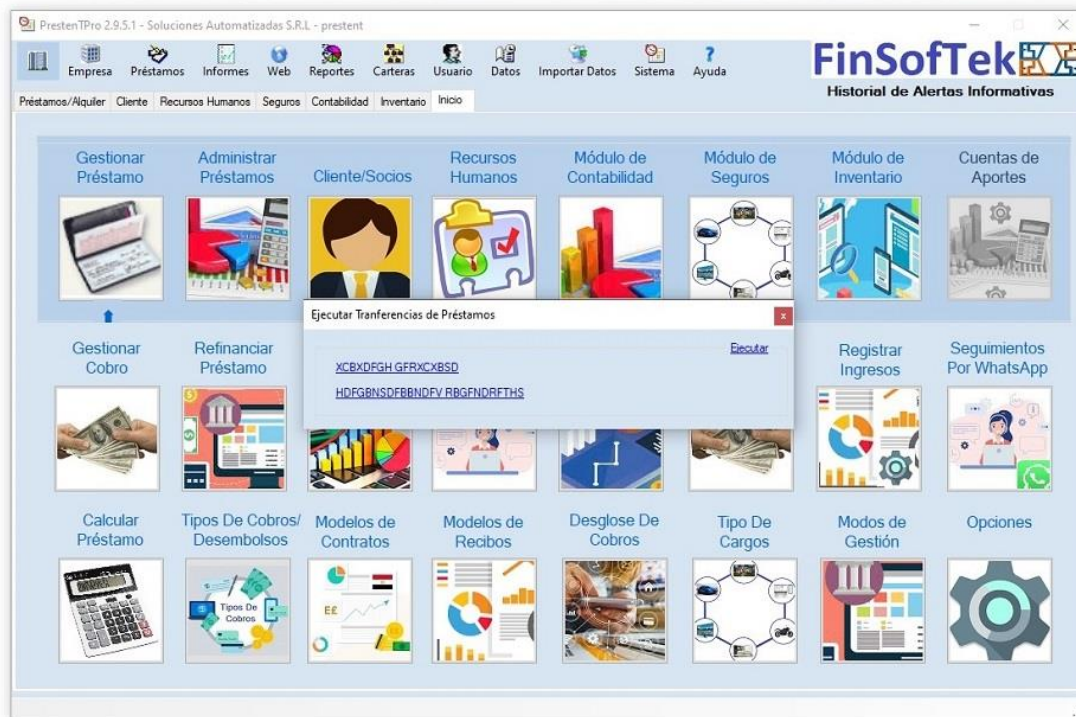 PrestenTPro 2.9.5.1 - Soluciones Automatizadas S.R.L - prestent
Empresa Préstamos Informes Web Reportes Carteras Usuario Datos Importar Datos Sistema Ayuda
FinSofTek
Historial de Alertas Informativas
Préstamos/Alquiler Cliente Recursos Humanos Seguros Contabilidad Inventario Inicio
Gestionar Préstamo
Administrar Préstamos
Cliente/Socios
Recursos Humanos
Módulo de Contabilidad
Módulo de Seguros
Módulo de Inventario
Cuentas de Aportes
Ejecutar Tranferencias de Préstamos
x
Ejecutar
XCBXDFGH GFRXCXBSD
HDFGBNSDFBBNDFV RBGFNDRFTHS
Gestionar Cobro
Refinanciar Préstamo
Registrar Ingresos
Seguimientos Por WhatsApp
Calcular Préstamo
Tipos De Cobros/ Desembolsos
Tipos De Cobros
Modelos de Contratos
E£
Modelos de Recibos
Desglose De Cobros
Tipo De Cargos
Modos de Gestión
Opciones